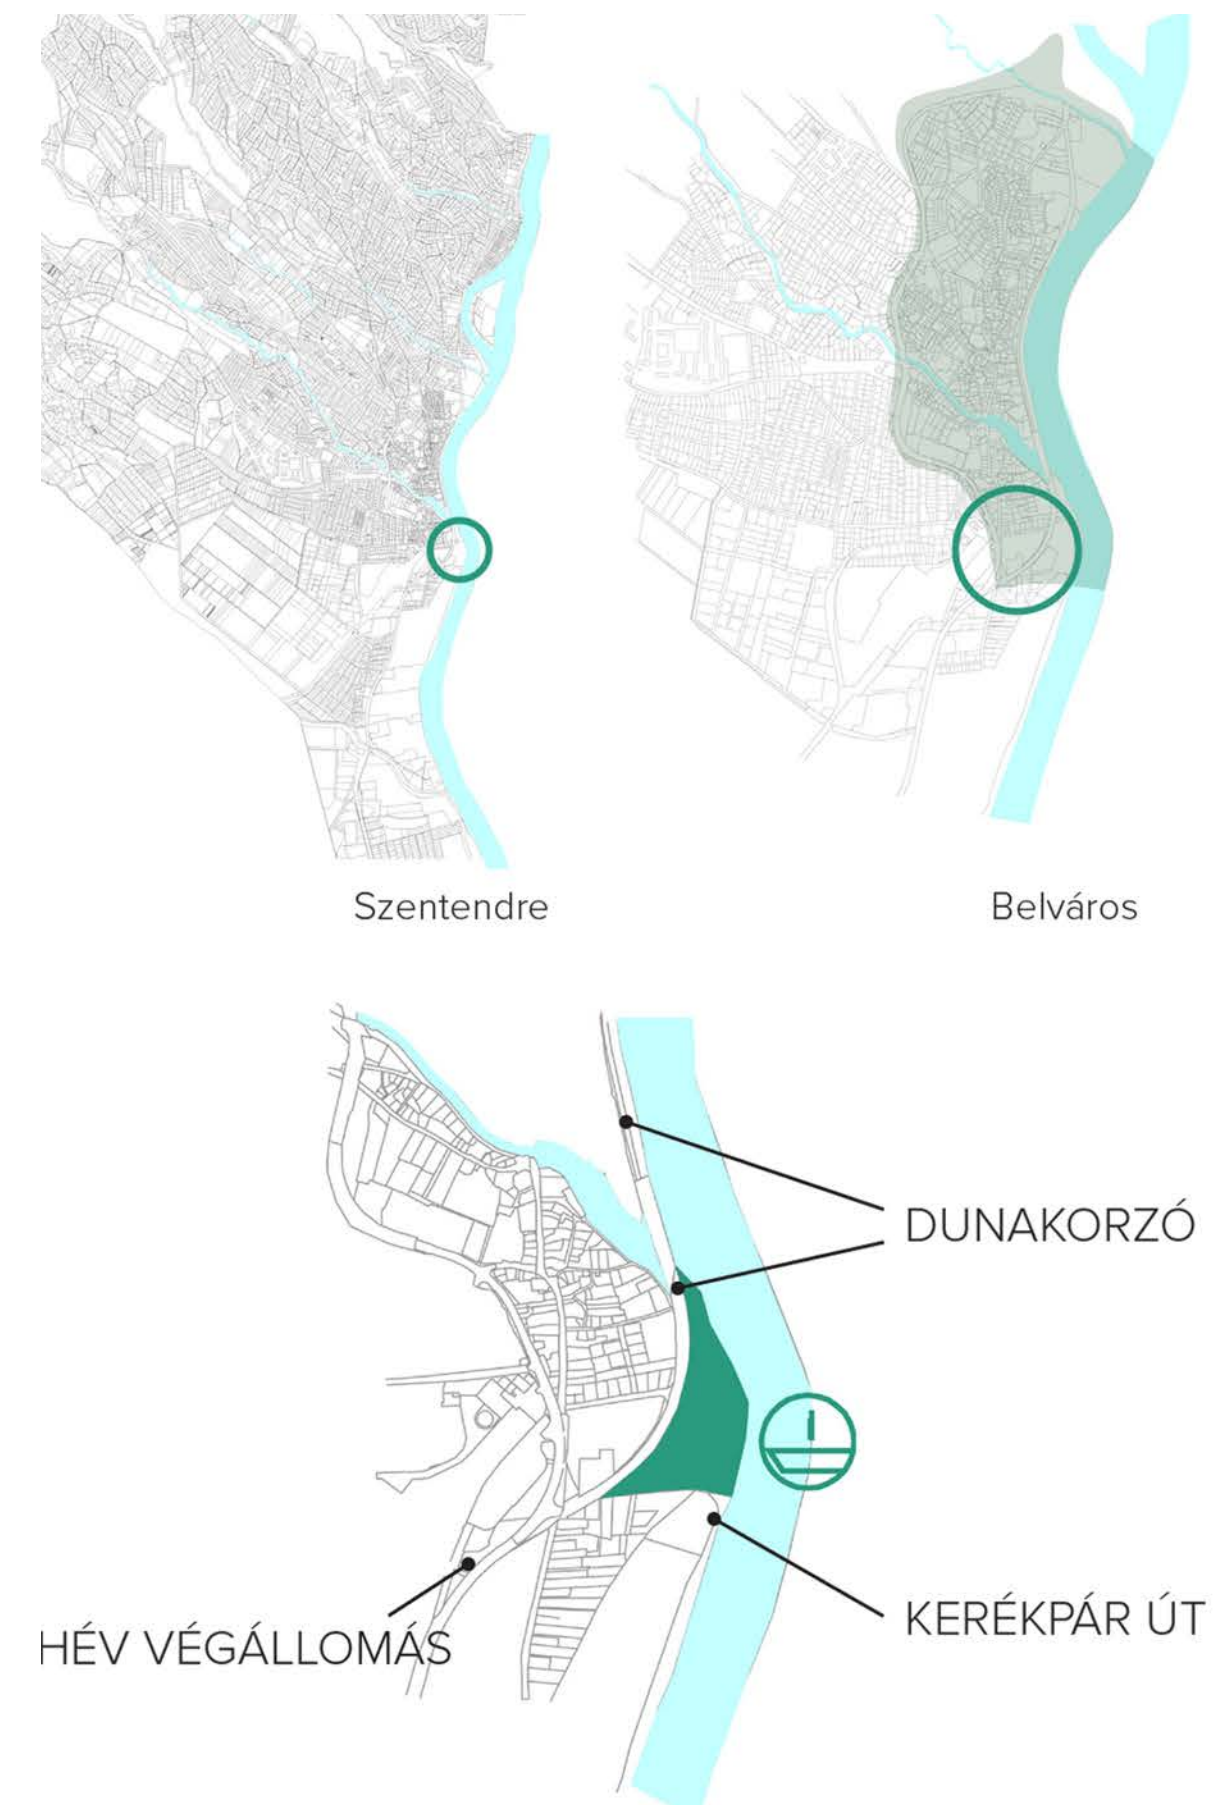 Szentendre
Belváros
DUNAKORZÓ
KERÉKPÁR ÚT
HÉV VÉGÁLLOMÁS